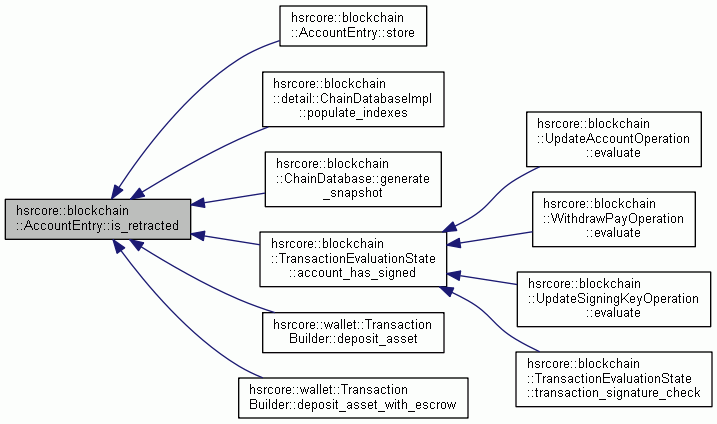 hsrcore::blockchain
::AccountEntry::is_retracted
hsrcore::blockchain
::AccountEntry::store
hsrcore::blockchain
::detail::ChainDatabaseImpl
::populate_indexes
hsrcore::blockchain
::ChainDatabase::generate
_snapshot
hsrcore::blockchain
::TransactionEvaluationState
::account_has_signed
hsrcore::wallet::Transaction
Builder::deposit_asset
hsrcore::wallet::Transaction
Builder::deposit_asset_with_escrow
hsrcore::blockchain
::UpdateAccountOperation
::evaluate
hsrcore::blockchain
::WithdrawPayOperation
::evaluate
hsrcore::blockchain
::UpdateSigningKeyOperation
::evaluate
hsrcore::blockchain
::TransactionEvaluationState
::transaction_signature_check